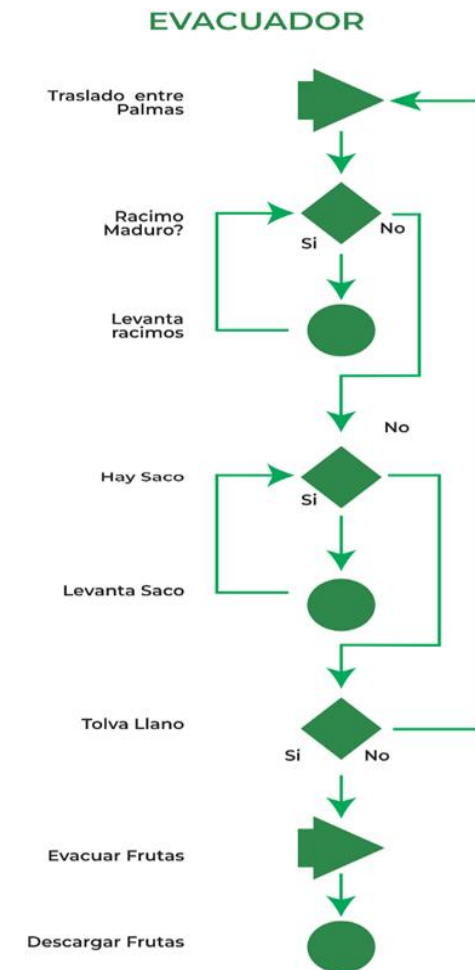 EVACUADOR
Traslado entre
Palmas
Racimo
Maduro?
Si
No
Levanta
racimos
No
Hay Saco
Si
Levanta Saco
Tolva Llano
Si
No
Evacuar Frutas
Descargar Frutas